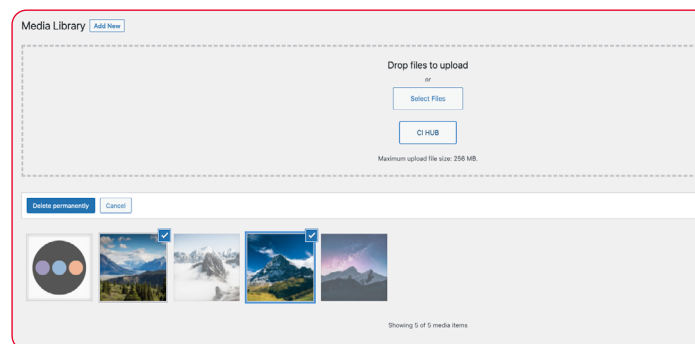 Media Library Add New
Drop files to upload
or
Select Files
CI HUB
Maximum upload file size: 256 MB.
Delete permanently Cancel
Showing 5 of 5 media items